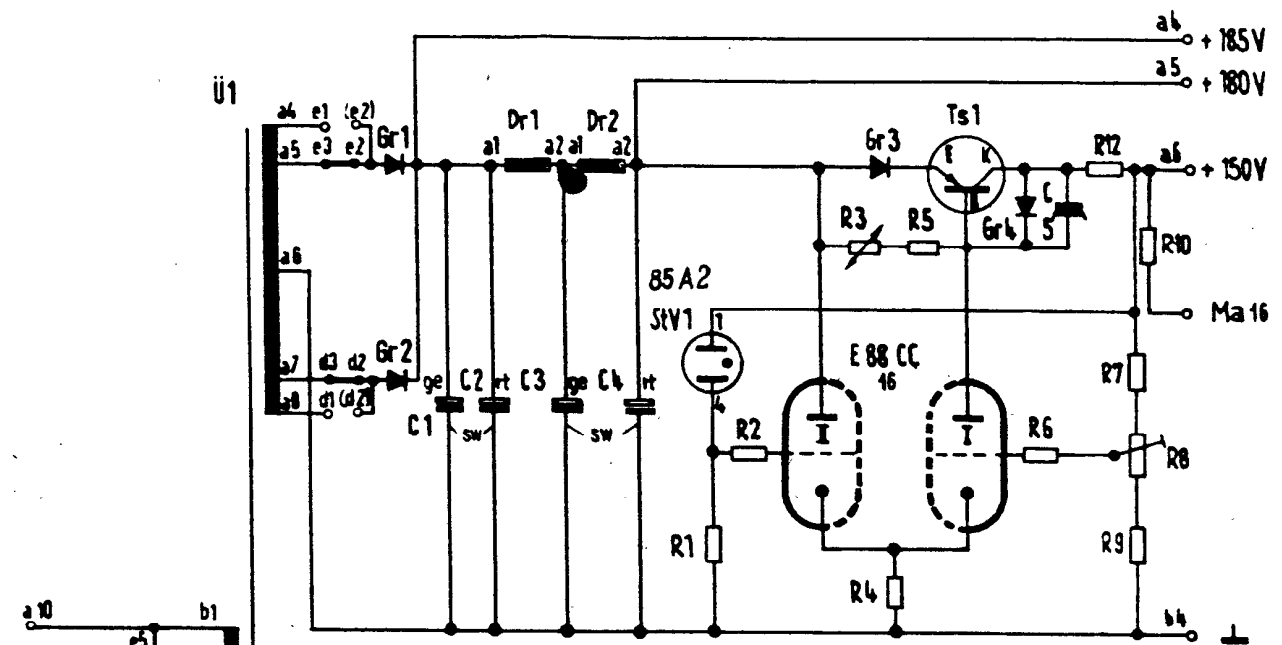 a4
+ 185V
a5
+ 180V
Ü1
a4 e1 (e2)
Gr1
a5 e3 e2
Dr1 Dr2
a1 a2 a1 a2
Ts1
Gr3
E K
R12
a6
+ 150V
R3 R5
Gr4
C
5
R10
a6
85A2
StV1
1
Ma 16
E 88 CC
16
a7 d3 d2
Gr2
a8 d1 (d2)
ge C2 rt C3 ge C4 rt
C1
sw sw
4
R7
I I
R2
R6
R8
R1
R9
R4
a10
b1
e5
b4